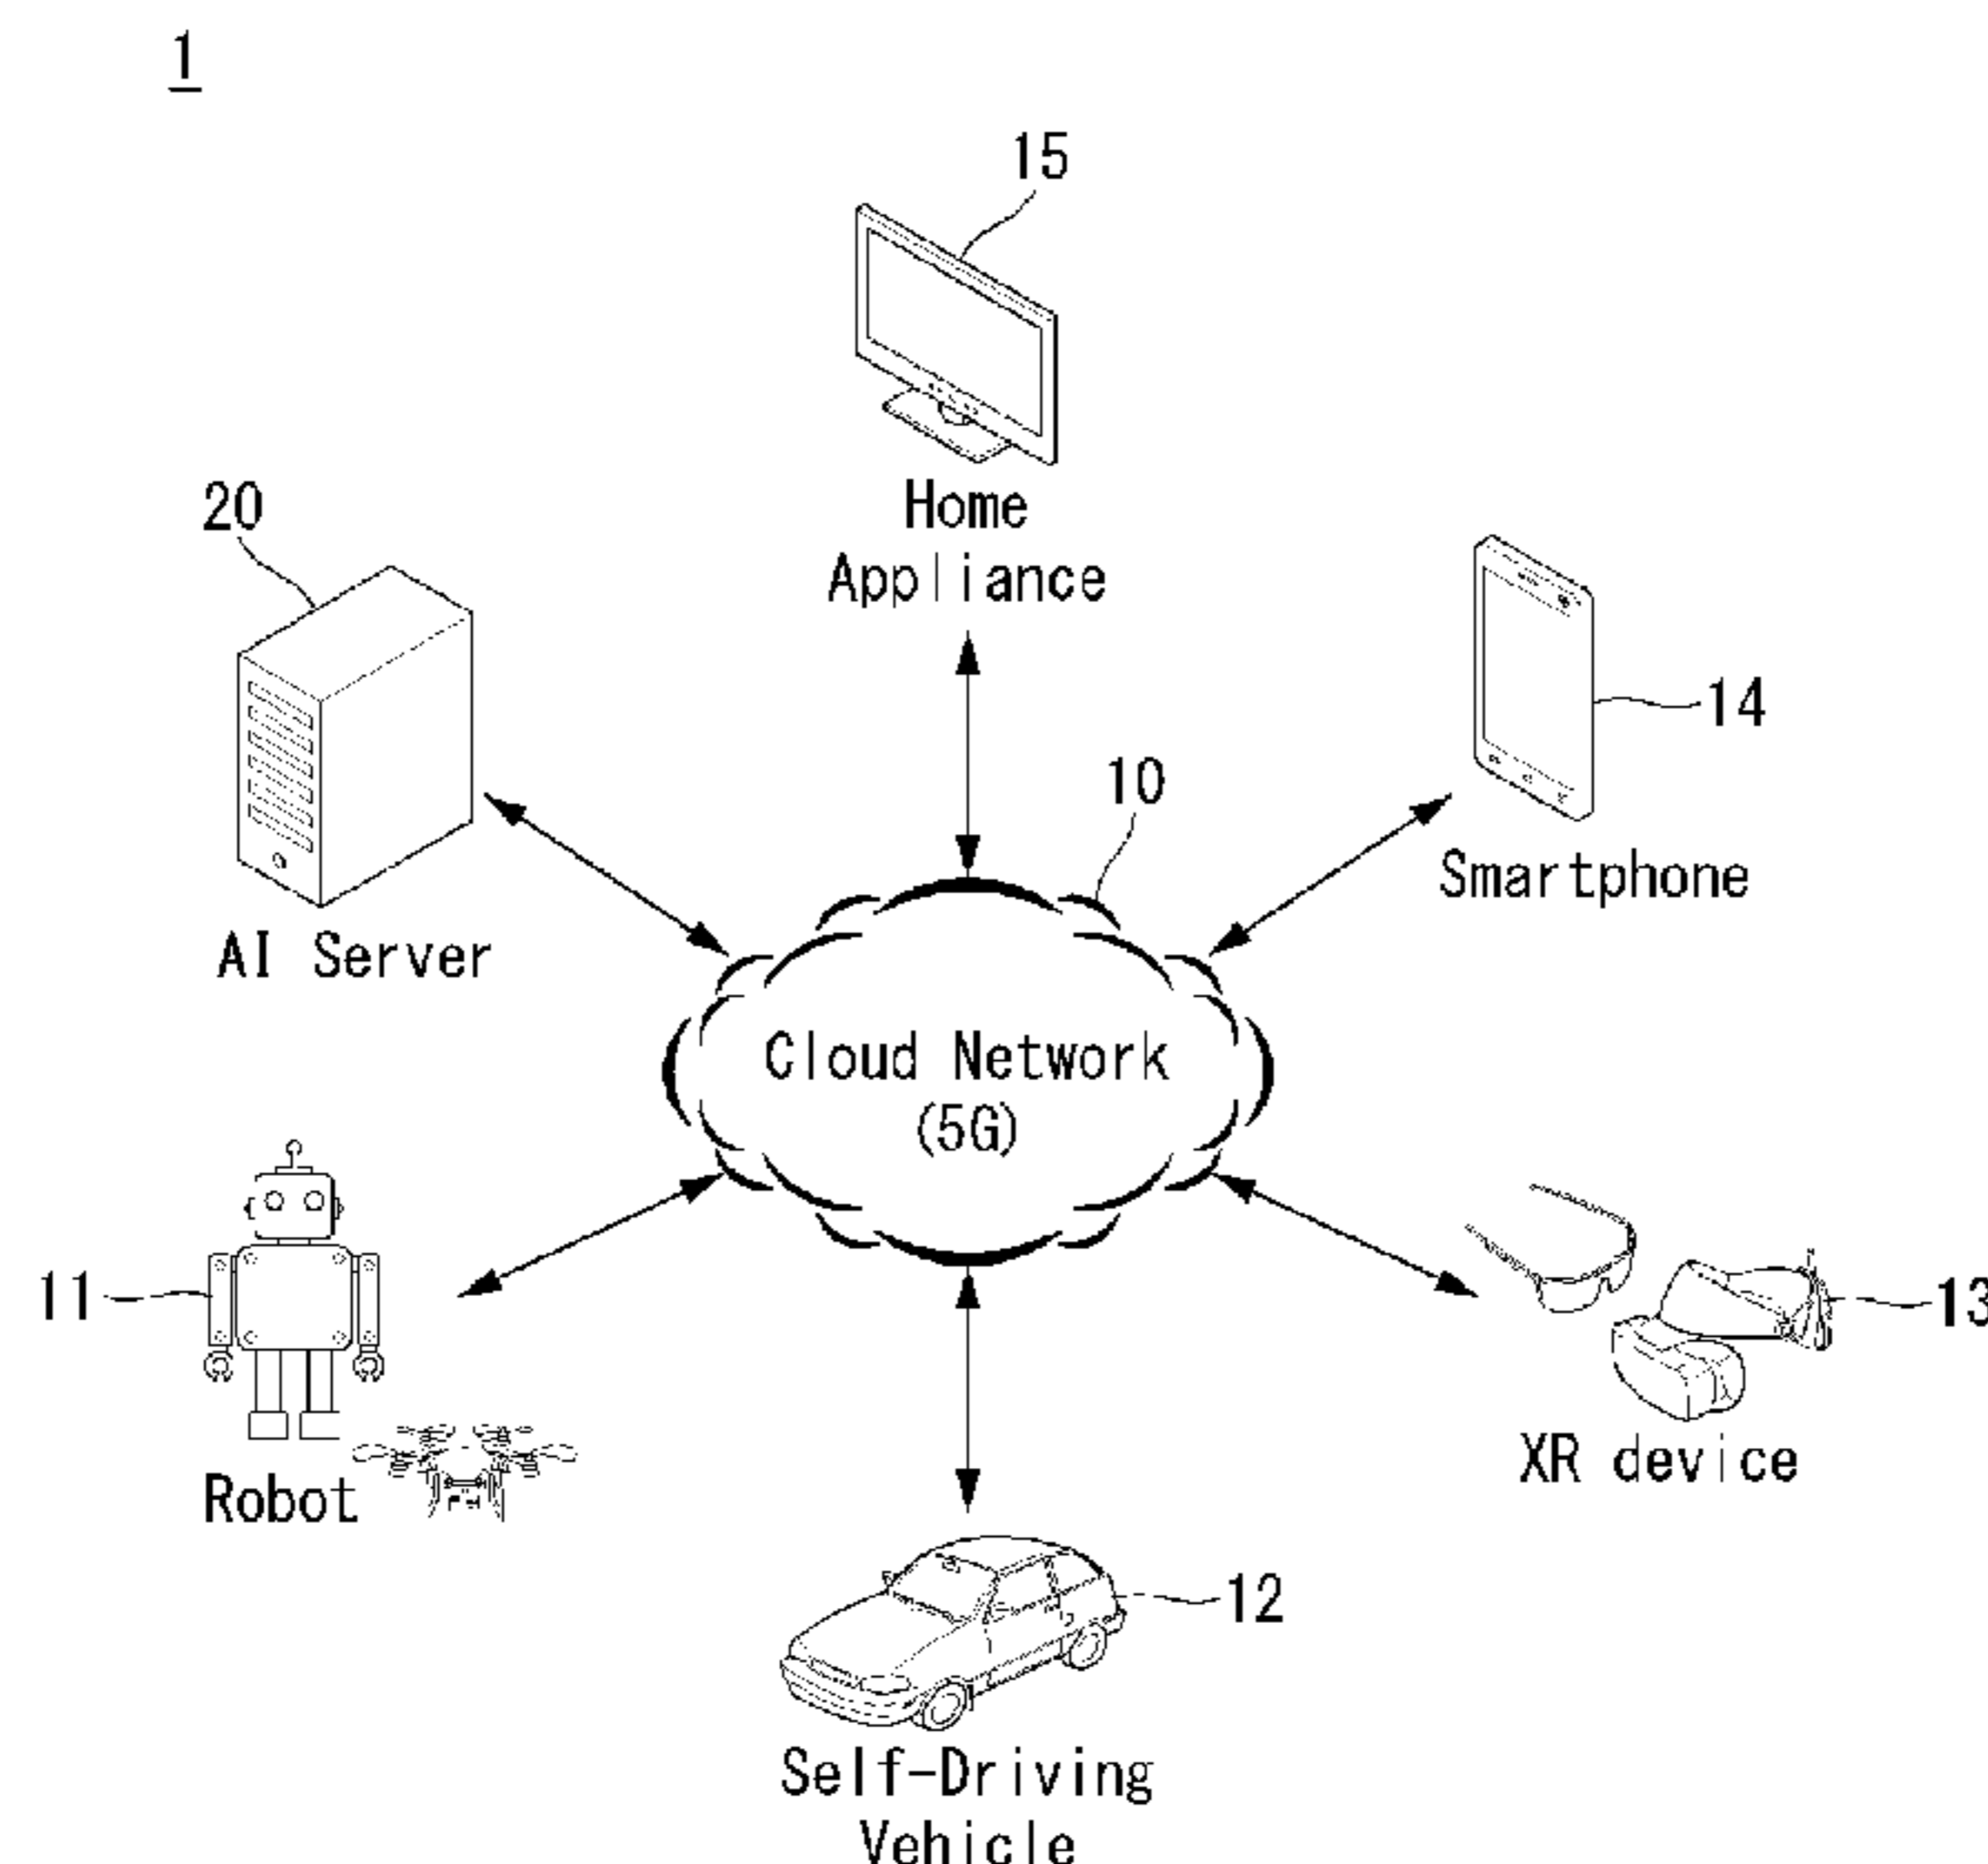 1
15
Home
Appliance
20
14
10
Smartphone
AI Server
Cloud Network
(5G)
11
13
XR device
Robot
12
Self-Driving
Vehicle